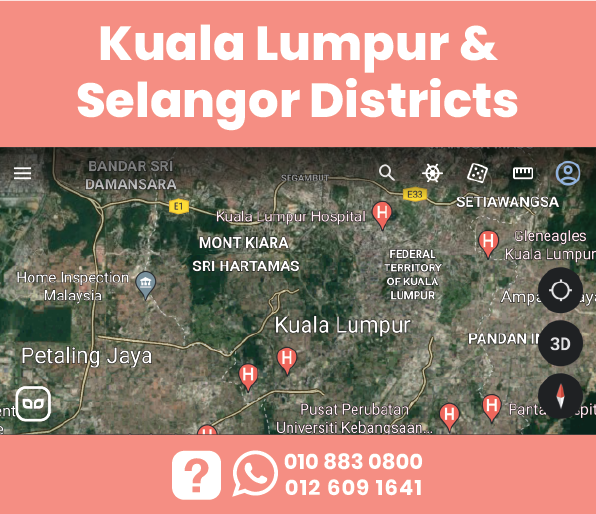 Kuala Lumpur &
Selangor Districts
BANDAR SRI
DAMANSARA
SEGAMBUT
E1
E33
SETIAWANGSA
Kuala Lumpur Hospital
H
MONT KIARA
SRI HARTAMAS
H
Gleneagles
Kuala Lumpur
FEDERAL
TERRITORY
OF KUALA
LUMPUR
Home Inspection
Malaysia
Kuala Lumpur
PANDAN IN
3D
Petaling Jaya
H
H
H
H
H
Pusat Perubatan
Universiti Kebangsaan...
?
010 883 0800
012 609 1641